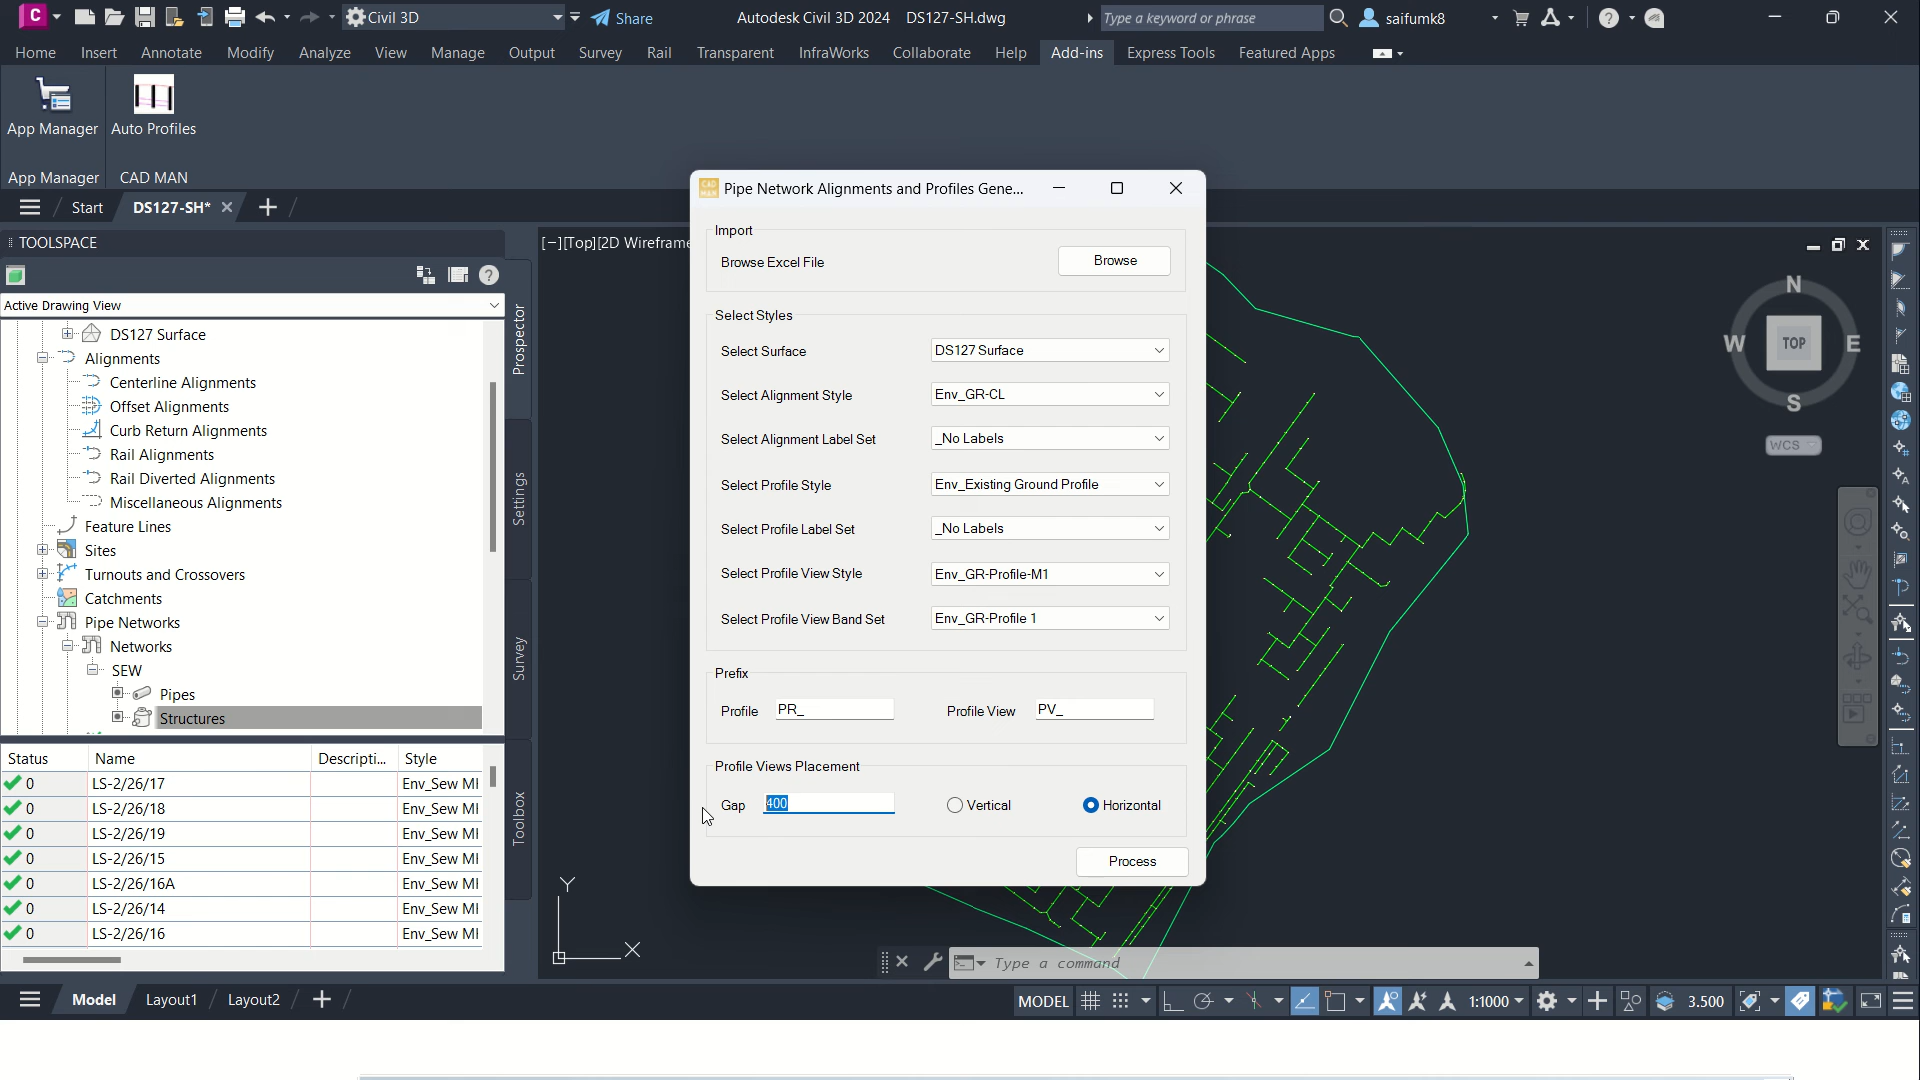 C
Civil 3D
Share
Autodesk Civil 3D 2024 DS127-SH.dwg
Type a keyword or phrase
saifumk8
Home Insert Annotate Modify Analyze View Manage Output Survey Rail Transparent InfraWorks Collaborate Help Add-ins Express Tools Featured Apps
App Manager Auto Profiles
App Manager CAD MAN
Start DS127-SH*
TOOLSPACE
Active Drawing View
DS127 Surface
Alignments
Centerline Alignments
Offset Alignments
Curb Return Alignments
Rail Alignments
Rail Diverted Alignments
Miscellaneous Alignments
Feature Lines
Sites
Turnouts and Crossovers
Catchments
Pipe Networks
Networks
SEW
Pipes
Structures
Prospector
Settings
Survey
Toolbox
Status Name Descripti... Style
0 LS-2/26/17 Env_Sew MI
0 LS-2/26/18 Env_Sew MI
0 LS-2/26/19 Env_Sew MI
0 LS-2/26/15 Env_Sew MI
0 LS-2/26/16A Env_Sew MI
0 LS-2/26/14 Env_Sew MI
0 LS-2/26/16 Env_Sew MI
[−][Top][2D Wireframe
CAD MAN
Pipe Network Alignments and Profiles Gene...
Import
Browse Excel File Browse
Select Styles
Select Surface DS127 Surface
Select Alignment Style Env_GR-CL
Select Alignment Label Set _No Labels
Select Profile Style Env_Existing Ground Profile
Select Profile Label Set _No Labels
Select Profile View Style Env_GR-Profile-M1
Select Profile View Band Set Env_GR-Profile 1
Prefix
Profile PR_ Profile View PV_
Profile Views Placement
Gap 400 Vertical Horizontal
Process
N
W TOP E
S
WCS
Y
X
Type a command
Model Layout1 Layout2
MODEL 1:1000 3.500